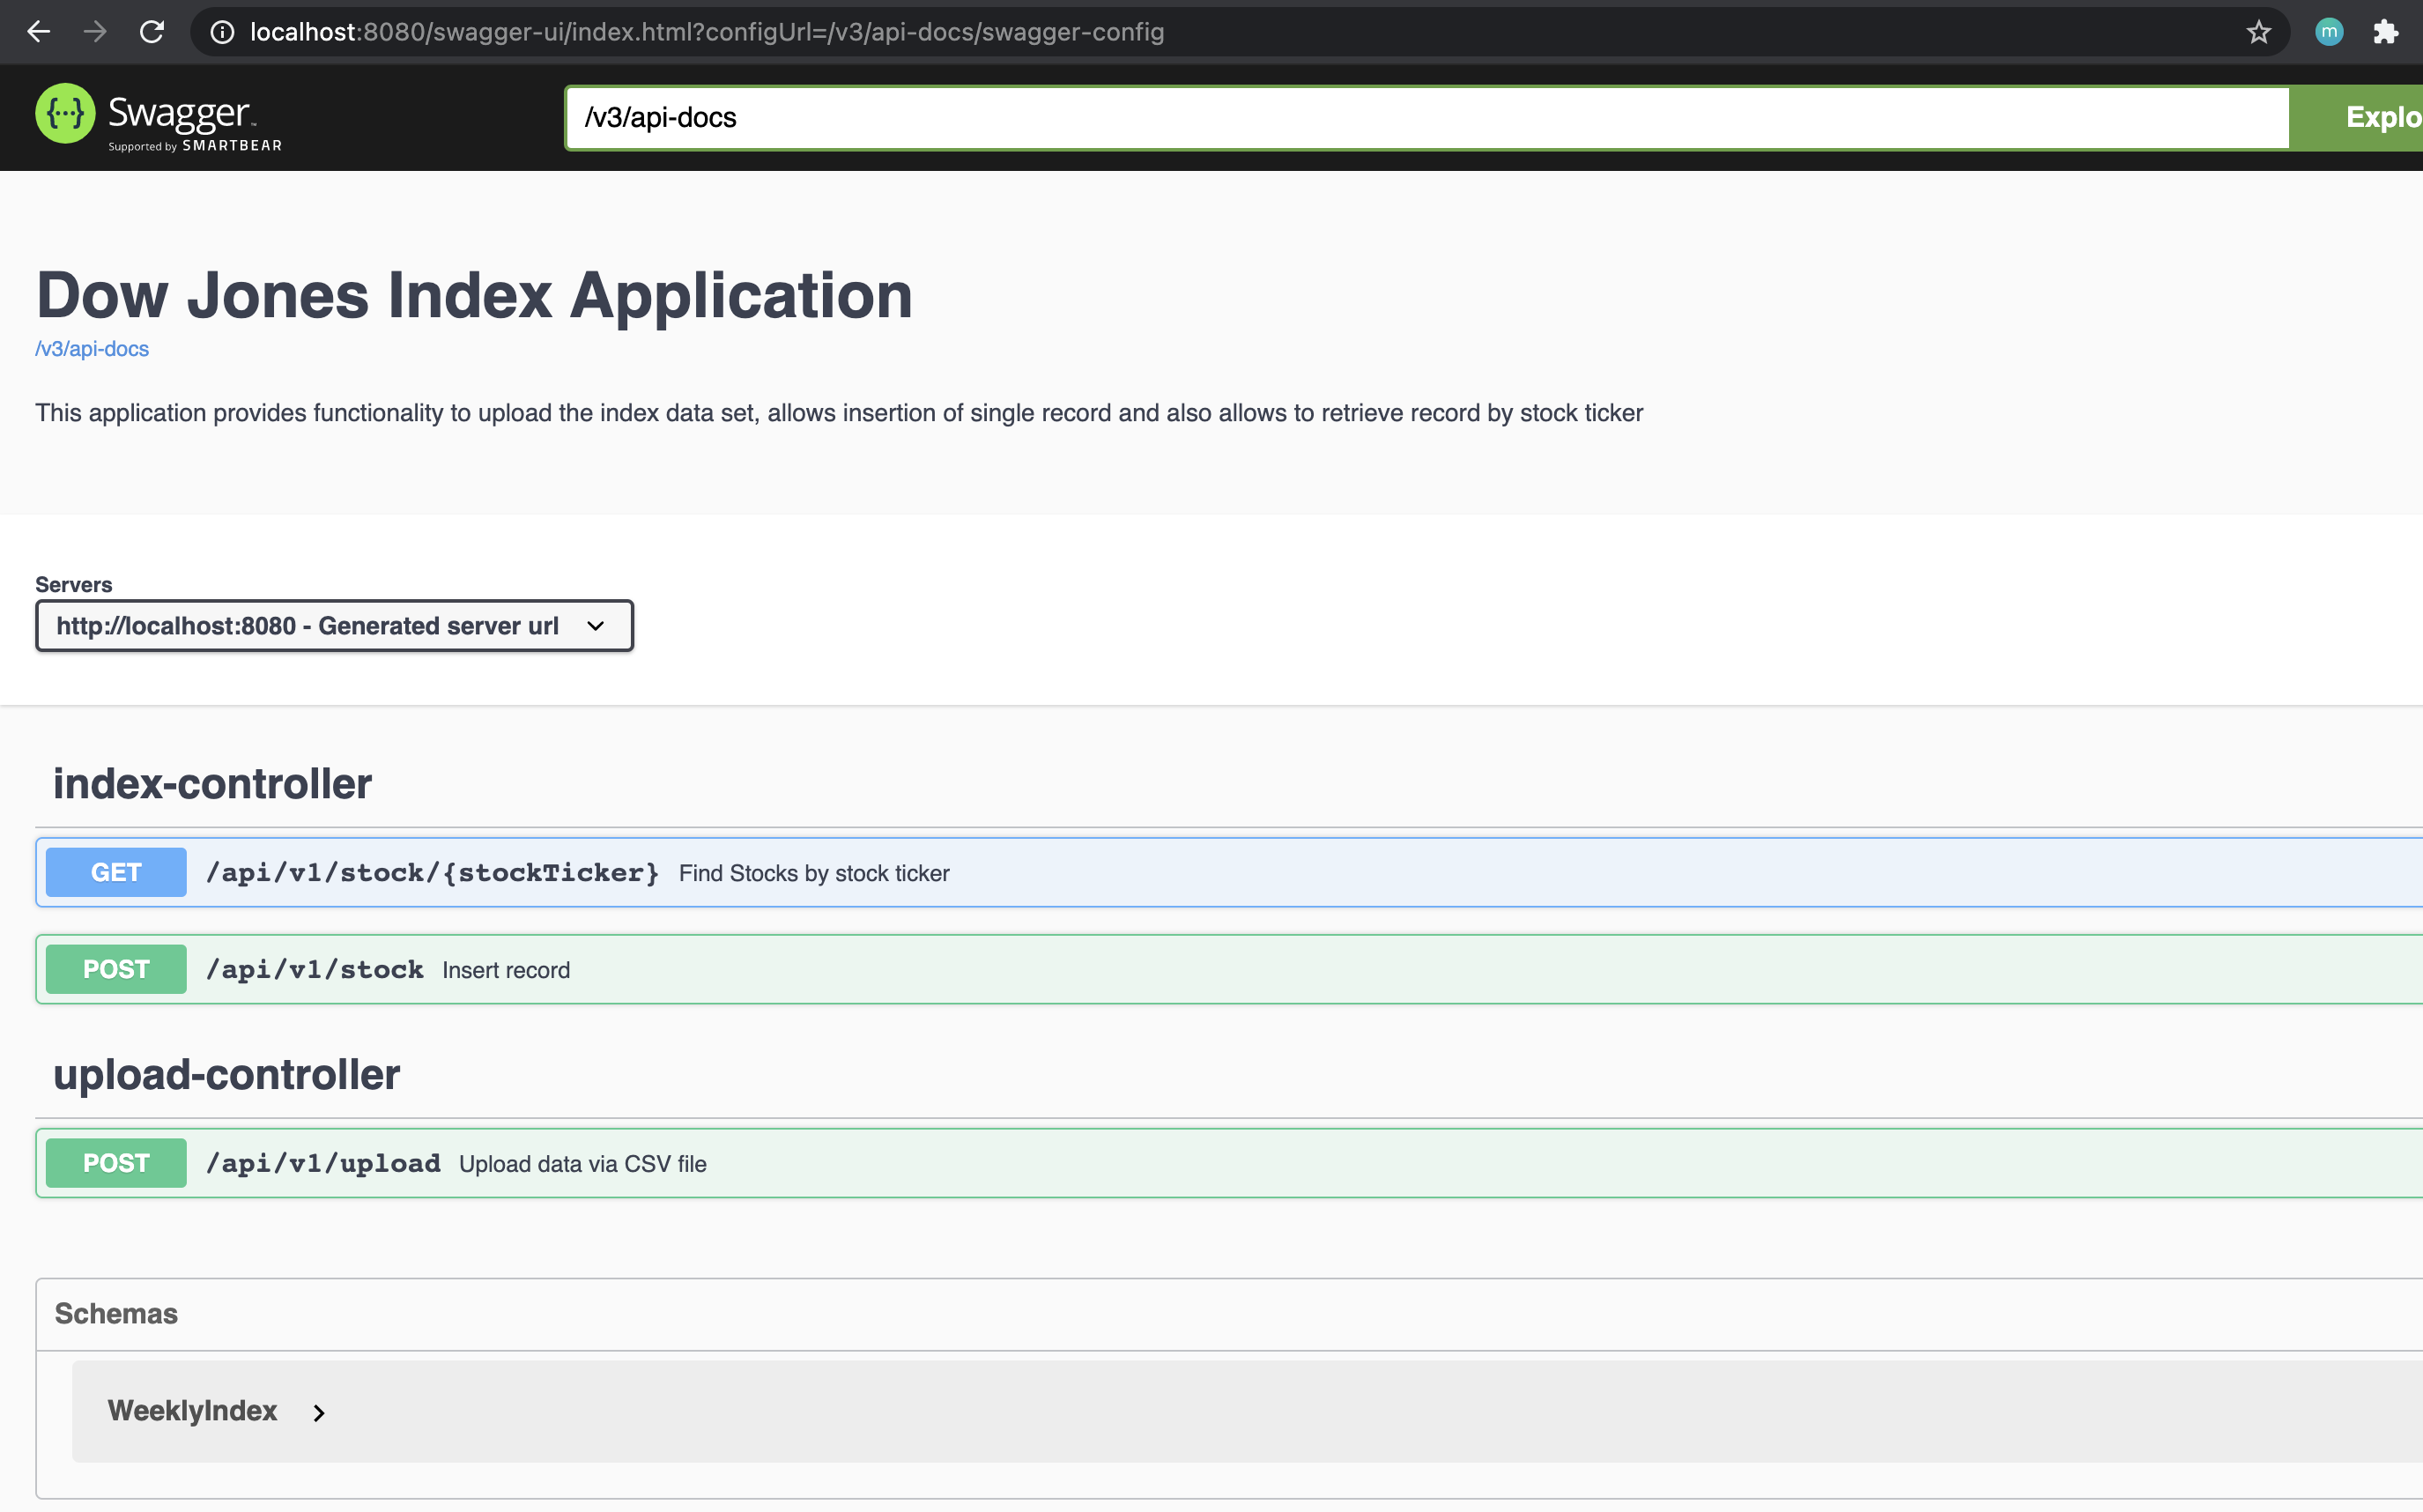 localhost:8080/swagger-ui/index.html?configUrl=/v3/api-docs/swagger-config
m
{···} Swagger™
Supported by SMARTBEAR
/v3/api-docs
Explo
Dow Jones Index Application
/v3/api-docs
This application provides functionality to upload the index data set, allows insertion of single record and also allows to retrieve record by stock ticker
Servers
http://localhost:8080 - Generated server url
index-controller
GET /api/v1/stock/{stockTicker} Find Stocks by stock ticker
POST /api/v1/stock Insert record
upload-controller
POST /api/v1/upload Upload data via CSV file
Schemas
WeeklyIndex